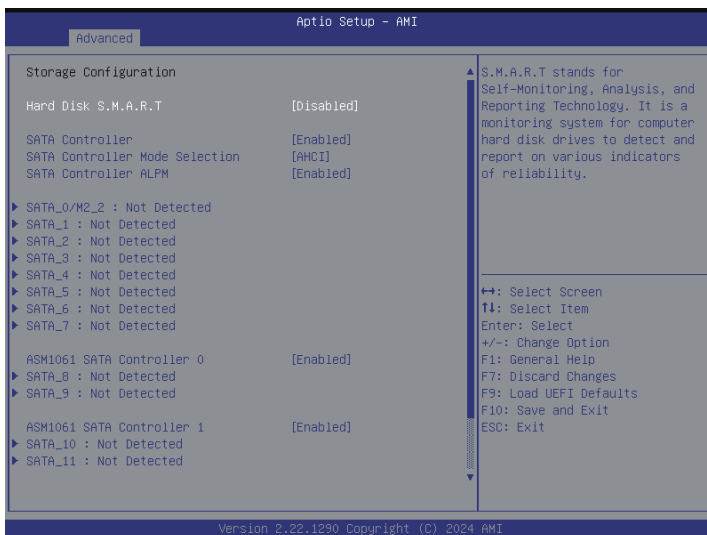 Aptio Setup – AMI
Advanced
Storage Configuration
Hard Disk S.M.A.R.T [Disabled]
SATA Controller [Enabled]
SATA Controller Mode Selection [AHCI]
SATA Controller ALPM [Enabled]
SATA_0/M2_2 : Not Detected
SATA_1 : Not Detected
SATA_2 : Not Detected
SATA_3 : Not Detected
SATA_4 : Not Detected
SATA_5 : Not Detected
SATA_6 : Not Detected
SATA_7 : Not Detected
ASM1061 SATA Controller 0 [Enabled]
SATA_8 : Not Detected
SATA_9 : Not Detected
ASM1061 SATA Controller 1 [Enabled]
SATA_10 : Not Detected
SATA_11 : Not Detected
S.M.A.R.T stands for
Self-Monitoring, Analysis, and
Reporting Technology. It is a
monitoring system for computer
hard disk drives to detect and
report on various indicators
of reliability.
↔: Select Screen
↑↓: Select Item
Enter: Select
+/-: Change Option
F1: General Help
F7: Discard Changes
F9: Load UEFI Defaults
F10: Save and Exit
ESC: Exit
Version 2.22.1290 Copyright (C) 2024 AMI